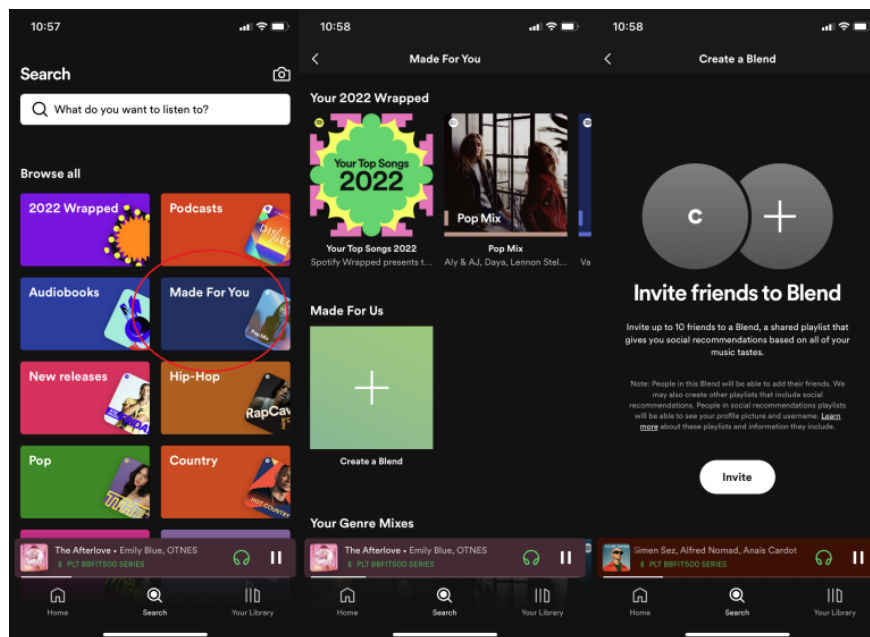 10:57
Search
What do you want to listen to?
Browse all
2022 Wrapped
Podcasts
Audiobooks
Made For You
Pop Mix
New releases
Hip-Hop
Pop
Country
HOT COUNTRY
The Afterlove • Emily Blue, OTNES
PLT BBFIT500 SERIES
Home
Search
Your Library
10:58
Made For You
Your 2022 Wrapped
Your Top Songs
2022
Pop Mix
Your Top Songs 2022
Spotify Wrapped presents t...
Pop Mix
Aly & AJ, Daya, Lennon Stel...
Va
Made For Us
Create a Blend
Your Genre Mixes
The Afterlove • Emily Blue, OTNES
PLT BBFIT500 SERIES
Home
Search
Your Library
10:58
Create a Blend
C
Invite friends to Blend
Invite up to 10 friends to a Blend, a shared playlist that
gives you social recommendations based on all of your
music tastes.
Note: People in this Blend will be able to add their friends. We
may also create other playlists that include social
recommendations. People in social recommendations playlists
will be able to see your profile picture and username. Learn
more about these playlists and information they include.
Invite
Simen Sez, Alfred Nomad, Anais Cardot
PLT BBFIT500 SERIES
Home
Search
Your Library